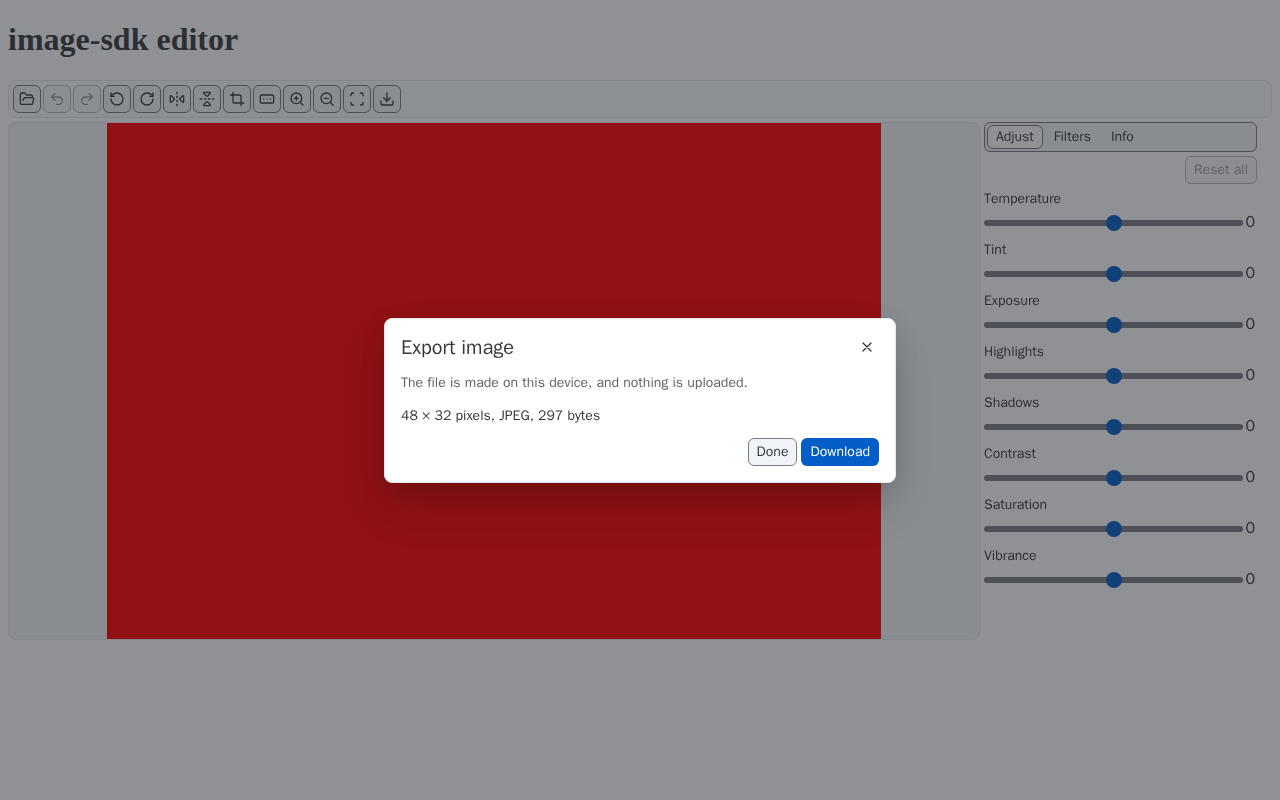 image-sdk editor
Adjust Filters Info
Reset all
Temperature
0
Tint
0
Exposure
0
Highlights
0
Shadows
0
Contrast
0
Saturation
0
Vibrance
0
Export image
The file is made on this device, and nothing is uploaded.
48 × 32 pixels, JPEG, 297 bytes
Done Download